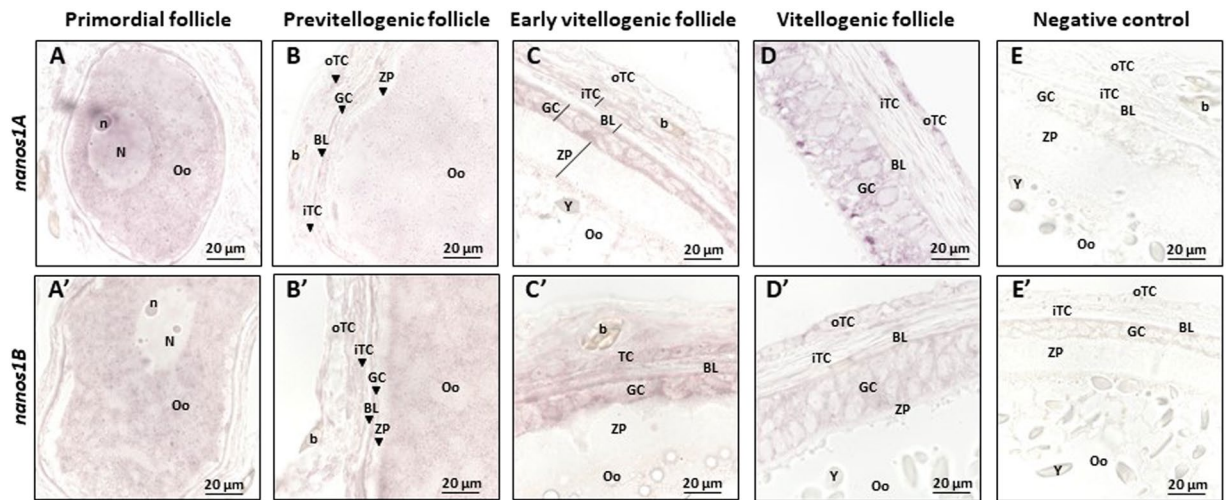 Primordial follicle Previtellogenic follicle Early vitellogenic follicle Vitellogenic follicle Negative control
nanos1A
A
n
N
Oo
20 µm
B
oTC
ZP
GC
BL
b
Oo
iTC
20 µm
C
oTC
iTC
GC
BL
b
ZP
Y
Oo
20 µm
D
iTC
oTC
BL
GC
20 µm
E
oTC
iTC
GC
BL
b
ZP
Y
Oo
20 µm
nanos1B
A’
n
N
Oo
20 µm
B’
oTC
iTC
GC
Oo
BL
ZP
b
20 µm
C’
b
TC
BL
GC
ZP
Oo
20 µm
D’
oTC
BL
iTC
GC
ZP
Y
Oo
20 µm
E’
oTC
iTC
GC
BL
ZP
Oo
Y
20 µm